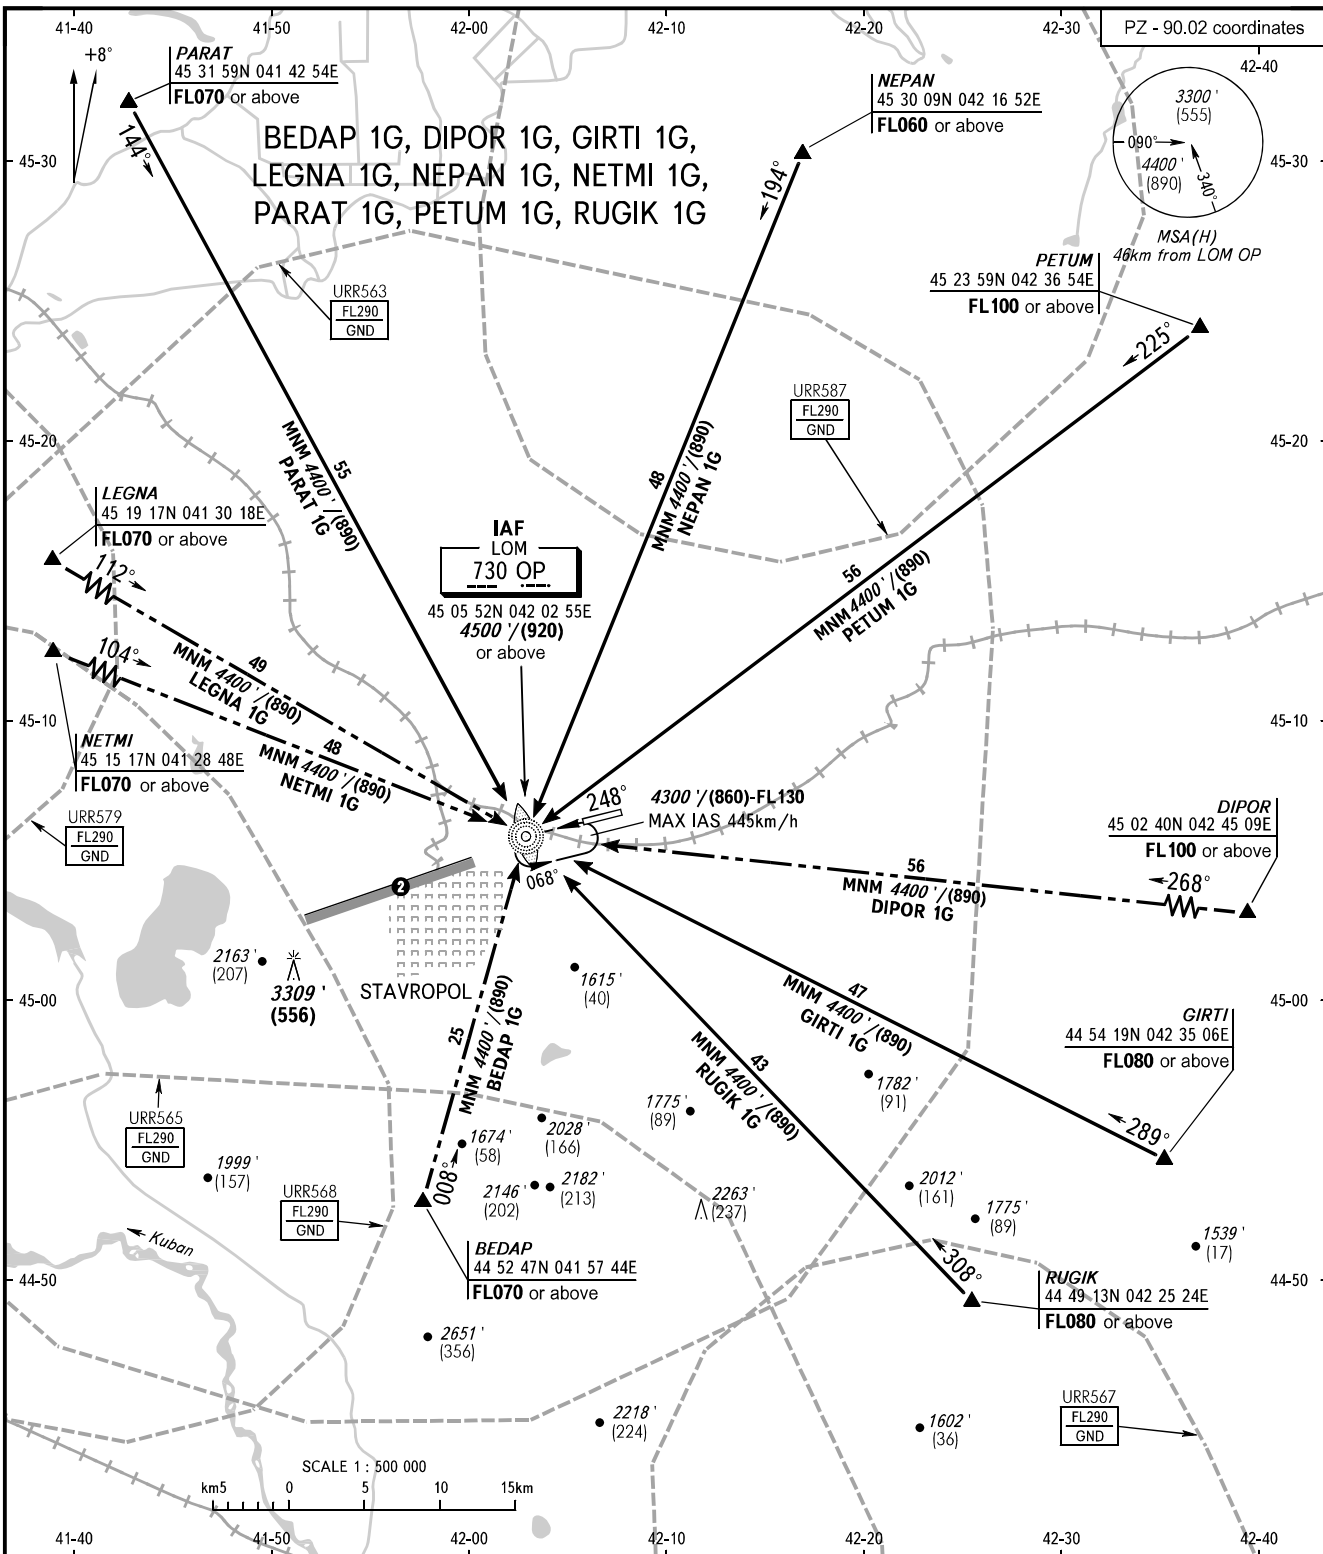 41-40
41-50
42-00
42-10
42-20
42-30
PZ - 90.02 coordinates
42-40
+8°
PARAT
45 31 59N 041 42 54E
FL070 or above
144°
NEPAN
45 30 09N 042 16 52E
FL060 or above
194°
3300 '
(555)
090°
4400 '
(890)
340°
MSA(H)
46km from LOM OP
45-30
45-30
BEDAP 1G, DIPOR 1G, GIRTI 1G,
LEGNA 1G, NEPAN 1G, NETMI 1G,
PARAT 1G, PETUM 1G, RUGIK 1G
PETUM
45 23 59N 042 36 54E
FL100 or above
225°
URR563
FL290
GND
URR587
FL290
GND
45-20
45-20
55
MNM 4400 '/(890)
PARAT 1G
48
MNM 4400 '/(890)
NEPAN 1G
56
MNM 4400 '/(890)
PETUM 1G
LEGNA
45 19 17N 041 30 18E
FL070 or above
112°
IAF
LOM
730 OP
45 05 52N 042 02 55E
4500 '/(920)
or above
104°
49
MNM 4400 '/(890)
LEGNA 1G
48
MNM 4400 '/(890)
NETMI 1G
45-10
45-10
NETMI
45 15 17N 041 28 48E
FL070 or above
URR579
FL290
GND
248°
4300 '/(860)-FL130
MAX IAS 445km/h
068°
DIPOR
45 02 40N 042 45 09E
FL100 or above
268°
56
MNM 4400 '/(890)
DIPOR 1G
2
2163 '
(207)
3309 '
(556)
STAVROPOL
1615 '
(40)
45-00
45-00
47
MNM 4400 '/(890)
GIRTI 1G
GIRTI
44 54 19N 042 35 06E
FL080 or above
289°
25
MNM 4400 '/(890)
BEDAP 1G
43
MNM 4400 '/(890)
RUGIK 1G
1782 '
(91)
1775 '
(89)
URR565
FL290
GND
1674 '
(58)
2028 '
(166)
1999 '
(157)
2146 '
(202)
2182 '
(213)
2263 '
(237)
2012 '
(161)
1775 '
(89)
1539 '
(17)
URR568
FL290
GND
008°
Kuban
BEDAP
44 52 47N 041 57 44E
FL070 or above
308°
RUGIK
44 49 13N 042 25 24E
FL080 or above
44-50
44-50
2651 '
(356)
2218 '
(224)
1602 '
(36)
URR567
FL290
GND
SCALE 1 : 500 000
km5 0 5 10 15km
41-40
41-50
42-00
42-10
42-20
42-30
42-40